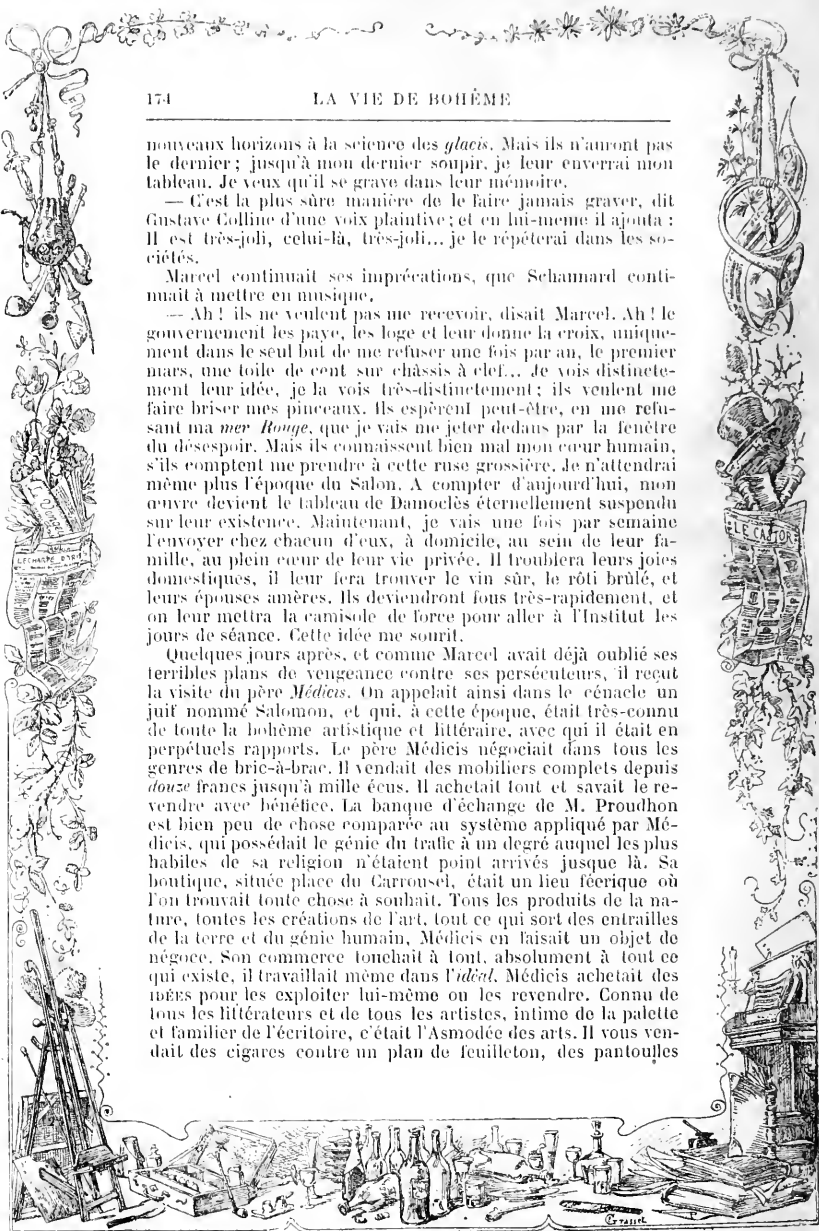 174 LA VIE DE BOHÊME
nouveaux horizons à la science des glacis. Mais ils n'auront pas
le dernier ; jusqu'à mon dernier soupir, je leur enverrai mon
tableau. Je veux qu'il se grave dans leur mémoire.
— C'est la plus sûre manière de le faire jamais graver, dit
Gustave Colline d'une voix plaintive ; et en lui-meme il ajouta :
Il est très-joli, celui-là, très-joli... je le répéterai dans les so-
ciétés.
Marcel continuait ses imprécations, que Schannard conti-
nuait à mettre en musique.
— Ah ! ils ne veulent pas me recevoir, disait Marcel. Ah ! le
gouvernement les paye, les loge et leur donne la croix, unique-
ment dans le seul but de me refuser une fois par an, le premier
mars, une toile de cent sur châssis à clef... Je vois distincte-
ment leur idée, je la vois très-distinctement ; ils veulent me
faire briser mes pinceaux. Ils espèrent peut-être, en me refu-
sant ma mer Rouge, que je vais me jeter dedans par la fenêtre
du désespoir. Mais ils connaissent bien mal mon cœur humain,
s'ils comptent me prendre à cette ruse grossière. Je n'attendrai
même plus l'époque du Salon. A compter d'aujourd'hui, mon
œuvre devient le tableau de Damoclès éternellement suspendu
sur leur existence. Maintenant, je vais une fois par semaine
l'envoyer chez chacun d'eux, à domicile, au sein de leur fa-
mille, au plein cœur de leur vie privée. Il troublera leurs joies
domestiques, il leur fera trouver le vin sûr, le rôti brûlé, et
leurs épouses amères. Ils deviendront fous très-rapidement, et
on leur mettra la camisole de force pour aller à l'Institut les
jours de séance. Cette idée me sourit.
Quelques jours après, et comme Marcel avait déjà oublié ses
terribles plans de vengeance contre ses persécuteurs, il reçut
la visite du père Médicis. On appelait ainsi dans le cénacle un
juif nommé Salomon, et qui, à cette époque, était très-connu
de toute la bohème artistique et littéraire, avec qui il était en
perpétuels rapports. Le père Médicis négociait dans tous les
genres de bric-à-brac. Il vendait des mobiliers complets depuis
douze francs jusqu'à mille écus. Il achetait tout et savait le re-
vendre avec bénéfice. La banque d'échange de M. Proudhon
est bien peu de chose comparée au système appliqué par Mé-
dicis, qui possédait le génie du trafic à un degré auquel les plus
habiles de sa religion n'étaient point arrivés jusque là. Sa
boutique, située place du Carrousel, était un lieu féerique où
l'on trouvait toute chose à souhait. Tous les produits de la na-
ture, toutes les créations de l'art, tout ce qui sort des entrailles
de la terre et du génie humain, Médicis en faisait un objet de
négoce. Son commerce touchait à tout, absolument à tout ce
qui existe, il travaillait même dans l'idéal. Médicis achetait des
IDÉES pour les exploiter lui-même ou les revendre. Connu de
tous les littérateurs et de tous les artistes, intime de la palette
et familier de l'écritoire, c'était l'Asmodée des arts. Il vous ven-
dait des cigares contre un plan de feuilleton, des pantoufles
LECHARPE D'IRIS
LE CASTOR